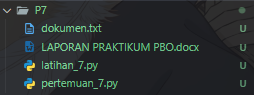 P7
dokumen.txt U
LAPORAN PRAKTIKUM PBO.docx U
latihan_7.py U
pertemuan_7.py U